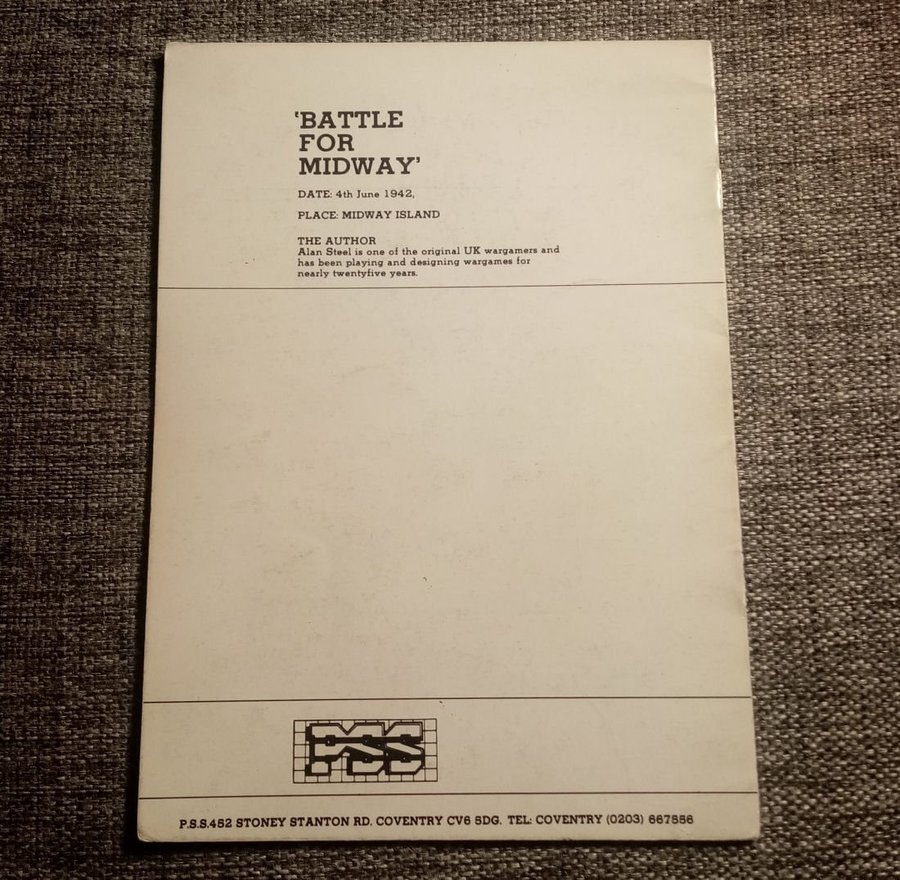 'BATTLE
FOR
MIDWAY'
DATE: 4th June 1942,
PLACE: MIDWAY ISLAND
THE AUTHOR
Alan Steel is one of the original UK wargamers and
has been playing and designing wargames for
nearly twentyfive years.
PSS
P.S.S.452 STONEY STANTON RD. COVENTRY CV6 5DG. TEL: COVENTRY (0203) 667556